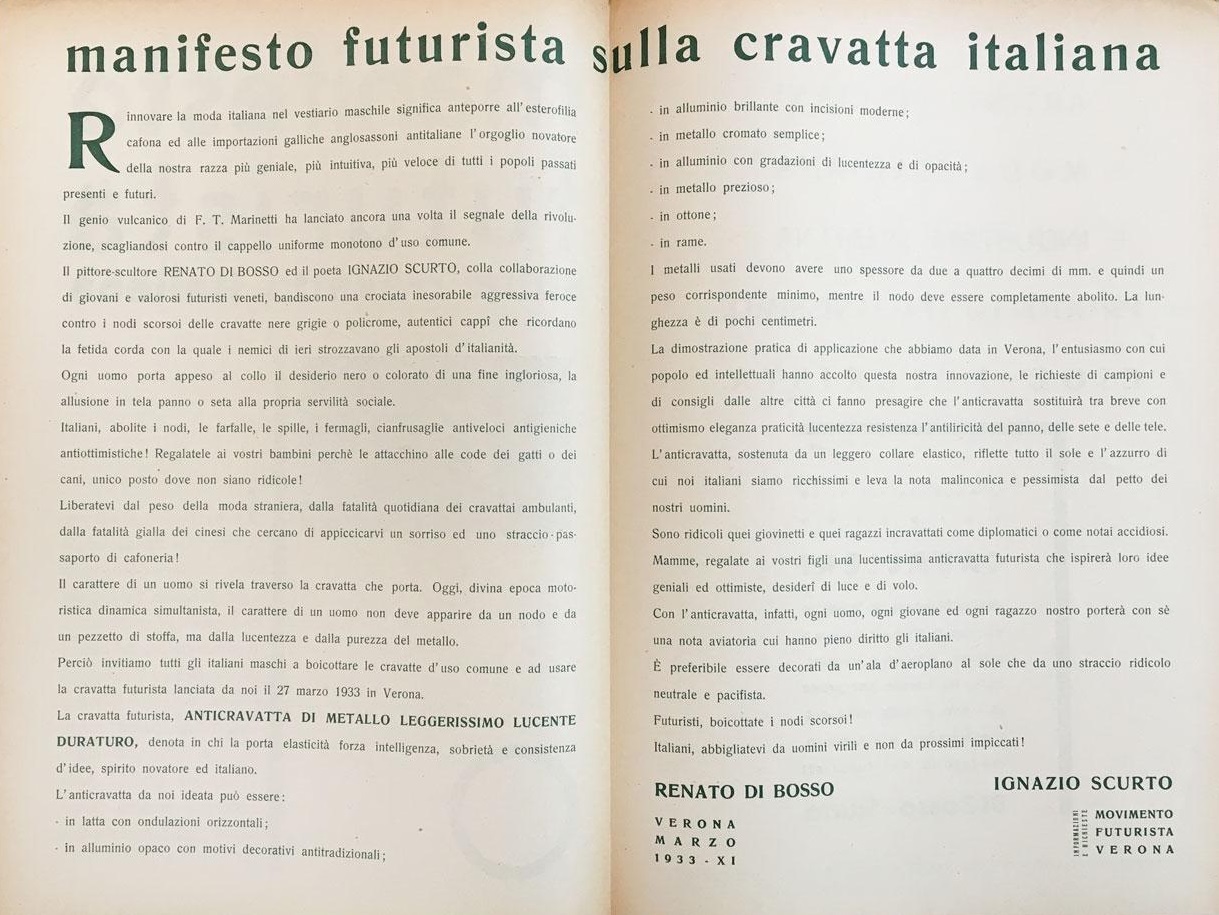 manifesto futurista sulla cravatta italiana
Rinnovare la moda italiana nel vestiario maschile significa anteporre all'esterofilia
cafona ed alle importazioni galliche anglosassoni antitaliane l'orgoglio novatore
della nostra razza più geniale, più intuitiva, più veloce di tutti i popoli passati
presenti e futuri.
Il genio vulcanico di F. T. Marinetti ha lanciato ancora una volta il segnale della rivolu-
zione, scagliandosi contro il cappello uniforme monotono d'uso comune.
Il pittore-scultore RENATO DI BOSSO ed il poeta IGNAZIO SCURTO, colla collaborazione
di giovani e valorosi futuristi veneti, bandiscono una crociata inesorabile aggressiva feroce
contro i nodi scorsoi delle cravatte nere grigie o policrome, autentici cappî che ricordano
la fetida corda con la quale i nemici di ieri strozzavano gli apostoli d'italianità.
Ogni uomo porta appeso al collo il desiderio nero o colorato di una fine ingloriosa, la
allusione in tela panno o seta alla propria servilità sociale.
Italiani, abolite i nodi, le farfalle, le spille, i fermagli, cianfrusaglie antiveloci antigieniche
antiottimistiche! Regalatele ai vostri bambini perchè le attacchino alle code dei gatti o dei
cani, unico posto dove non siano ridicole!
Liberatevi dal peso della moda straniera, dalla fatalità quotidiana dei cravattai ambulanti,
dalla fatalità gialla dei cinesi che cercano di appiccicarvi un sorriso ed uno straccio-pas-
saporto di cafoneria!
Il carattere di un uomo si rivela traverso la cravatta che porta. Oggi, divina epoca moto-
ristica dinamica simultanista, il carattere di un uomo non deve apparire da un nodo e da
un pezzetto di stoffa, ma dalla lucentezza e dalla purezza del metallo.
Perciò invitiamo tutti gli italiani maschi a boicottare le cravatte d'uso comune e ad usare
la cravatta futurista lanciata da noi il 27 marzo 1933 in Verona.
La cravatta futurista, ANTICRAVATTA DI METALLO LEGGERISSIMO LUCENTE
DURATURO, denota in chi la porta elasticità forza intelligenza, sobrietà e consistenza
d'idee, spirito novatore ed italiano.
L'anticravatta da noi ideata può essere:
- in latta con ondulazioni orizzontali;
- in alluminio opaco con motivi decorativi antitradizionali;
- in alluminio brillante con incisioni moderne;
- in metallo cromato semplice;
- in alluminio con gradazioni di lucentezza e di opacità;
- in metallo prezioso;
- in ottone;
- in rame.
I metalli usati devono avere uno spessore da due a quattro decimi di mm. e quindi un
peso corrispondente minimo, mentre il nodo deve essere completamente abolito. La lun-
ghezza è di pochi centimetri.
La dimostrazione pratica di applicazione che abbiamo data in Verona, l'entusiasmo con cui
popolo ed intellettuali hanno accolto questa nostra innovazione, le richieste di campioni e
di consigli dalle altre città ci fanno presagire che l'anticravatta sostituirà tra breve con
ottimismo eleganza praticità lucentezza resistenza l'antiliricità del panno, delle sete e delle tele.
L'anticravatta, sostenuta da un leggero collare elastico, riflette tutto il sole e l'azzurro di
cui noi italiani siamo ricchissimi e leva la nota malinconica e pessimista dal petto dei
nostri uomini.
Sono ridicoli quei giovinetti e quei ragazzi incravattati come diplomatici o come notai accidiosi.
Mamme, regalate ai vostri figli una lucentissima anticravatta futurista che ispirerà loro idee
geniali ed ottimiste, desiderî di luce e di volo.
Con l'anticravatta, infatti, ogni uomo, ogni giovane ed ogni ragazzo nostro porterà con sè
una nota aviatoria cui hanno pieno diritto gli italiani.
È preferibile essere decorati da un'ala d'aeroplano al sole che da uno straccio ridicolo
neutrale e pacifista.
Futuristi, boicottate i nodi scorsoi!
Italiani, abbigliatevi da uomini virili e non da prossimi impiccati!
RENATO DI BOSSO
IGNAZIO SCURTO
VERONA
MARZO
1933-XI
INFORMAZIONI
E RICHIESTE
MOVIMENTO
FUTURISTA
VERONA